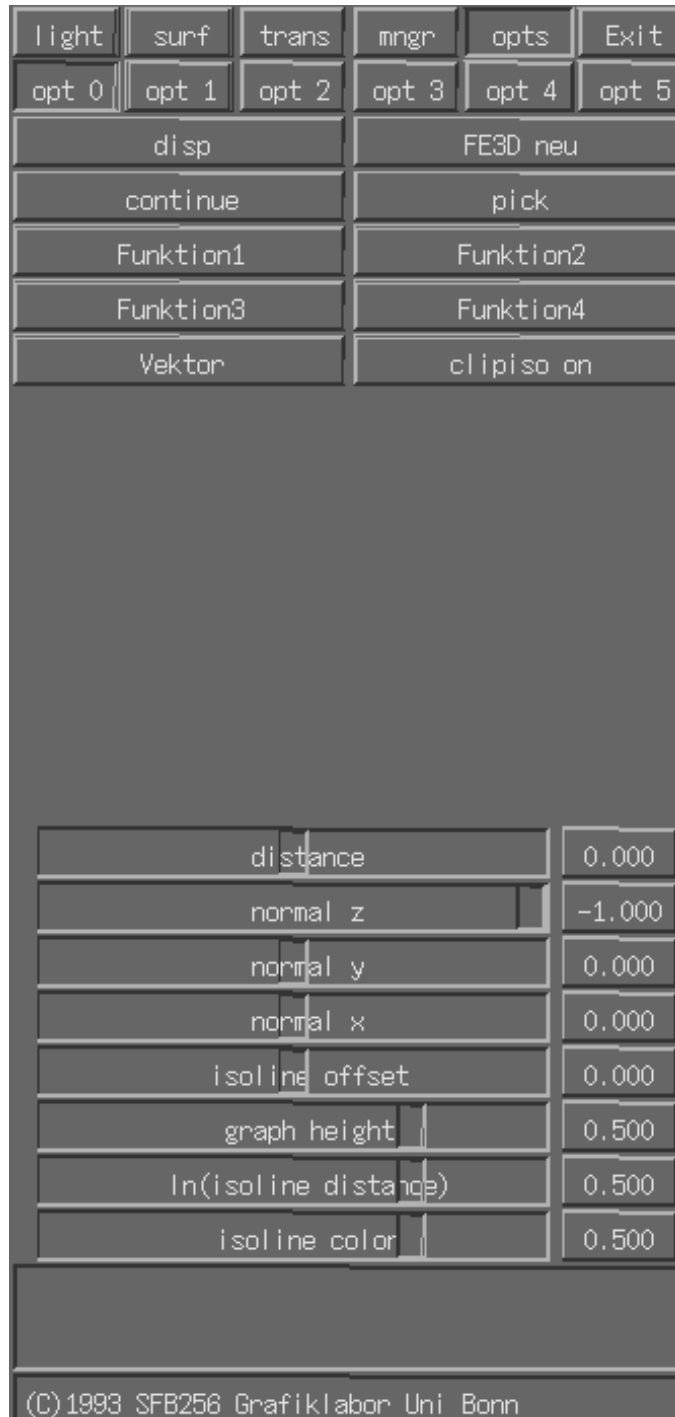 light surf trans mngr opts Exit
opt 0 opt 1 opt 2 opt 3 opt 4 opt 5
disp FE3D neu
continue pick
Funktion1 Funktion2
Funktion3 Funktion4
Vektor clipiso on
distance 0.000
normal z -1.000
normal y 0.000
normal x 0.000
isoline offset 0.000
graph height 0.500
ln(isoline distance) 0.500
isoline color 0.500
(C)1993 SFB256 Grafiklabor Uni Bonn